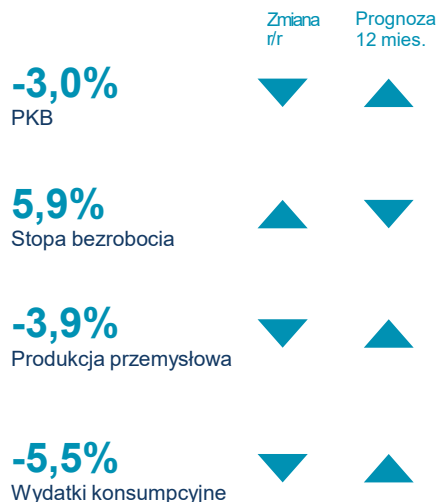 Zmiana
r/r
Prognoza
12 mies.
-3,0%
PKB
5,9%
Stopa bezrobocia
-3,9%
Produkcja przemysłowa
-5,5%
Wydatki konsumpcyjne